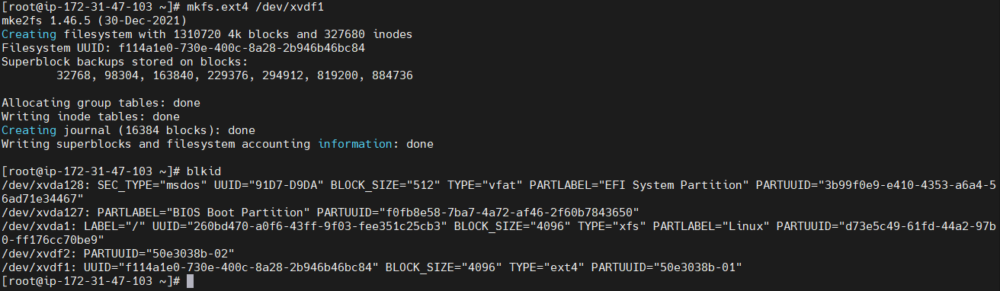 [root@ip-172-31-47-103 ~]# mkfs.ext4 /dev/xvdf1
mke2fs 1.46.5 (30-Dec-2021)
Creating filesystem with 1310720 4k blocks and 327680 inodes
Filesystem UUID: f114a1e0-730e-400c-8a28-2b946b46bc84
Superblock backups stored on blocks:
        32768, 98304, 163840, 229376, 294912, 819200, 884736

Allocating group tables: done
Writing inode tables: done
Creating journal (16384 blocks): done
Writing superblocks and filesystem accounting information: done

[root@ip-172-31-47-103 ~]# blkid
/dev/xvda128: SEC_TYPE="msdos" UUID="91D7-D9DA" BLOCK_SIZE="512" TYPE="vfat" PARTLABEL="EFI System Partition" PARTUUID="3b99f0e9-e410-4353-a6a4-5
6ad71e34467"
/dev/xvda127: PARTLABEL="BIOS Boot Partition" PARTUUID="f0fb8e58-7ba7-4a72-af46-2f60b7843650"
/dev/xvda1: LABEL="/" UUID="260bd470-a0f6-43ff-9f03-fee351c25cb3" BLOCK_SIZE="4096" TYPE="xfs" PARTLABEL="Linux" PARTUUID="d73e5c49-61fd-44a2-97b
0-ff176cc70be9"
/dev/xvdf2: PARTUUID="50e3038b-02"
/dev/xvdf1: UUID="f114a1e0-730e-400c-8a28-2b946b46bc84" BLOCK_SIZE="4096" TYPE="ext4" PARTUUID="50e3038b-01"
[root@ip-172-31-47-103 ~]#